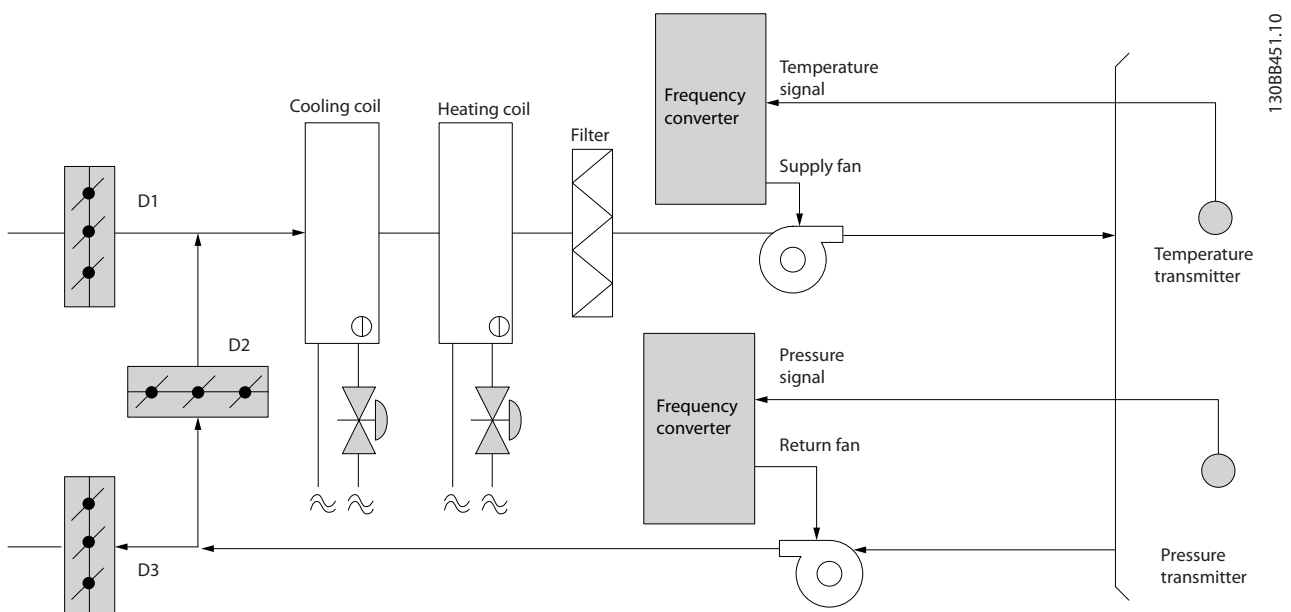 130BB451.10
Temperature
signal
Frequency
converter
Cooling coil
Heating coil
Filter
Supply fan
D1
Temperature
transmitter
D2
Pressure
signal
Frequency
converter
Return fan
D3
Pressure
transmitter